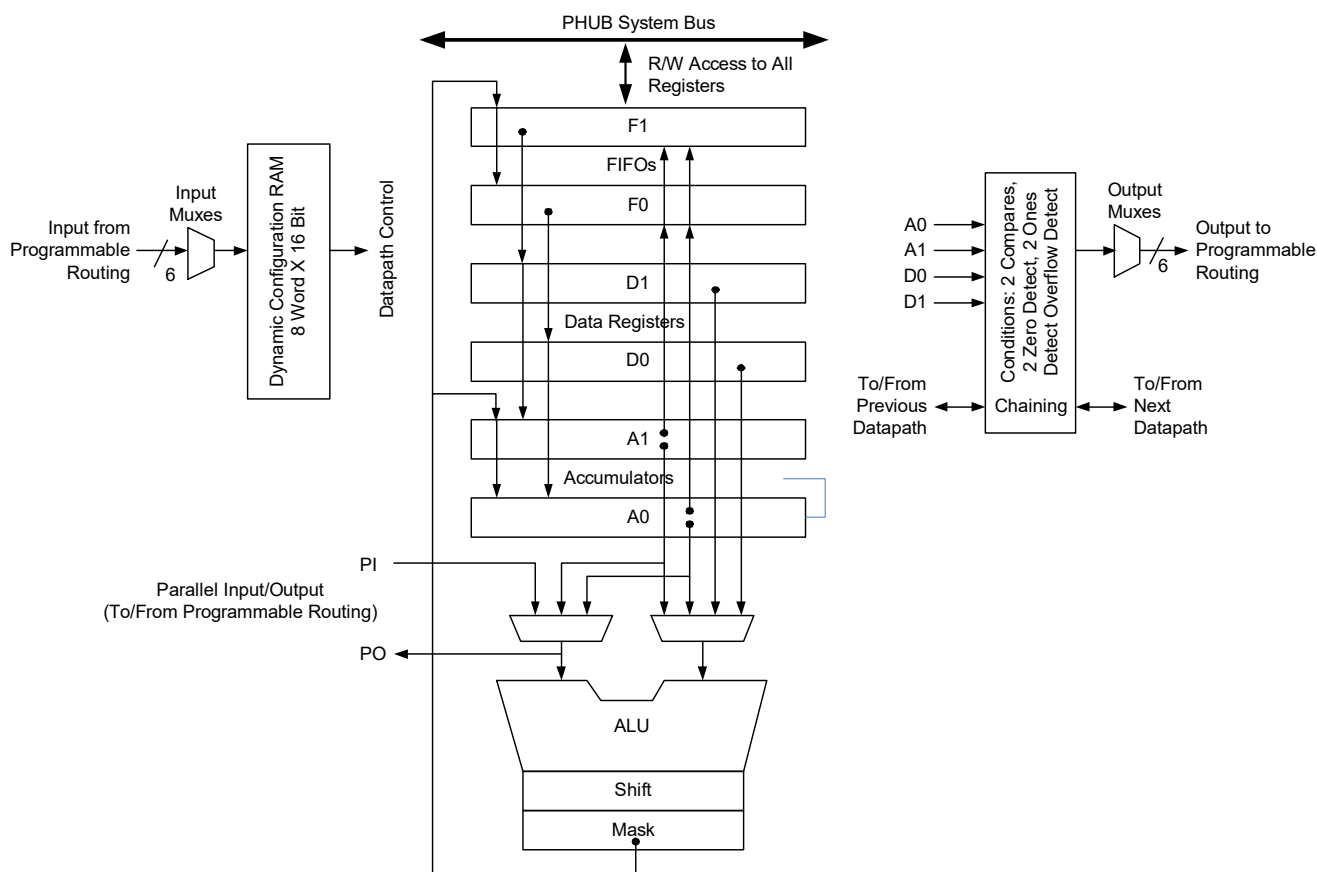 PHUB System Bus
R/W Access to All
Registers
F1
FIFOs
F0
D1
Data Registers
D0
A1
Accumulators
A0
Input from
Programmable
Routing
6
Input
Muxes
Dynamic Configuration RAM
8 Word X 16 Bit
Datapath Control
A0
A1
D0
D1
Conditions: 2 Compares,
2 Zero Detect, 2 Ones
Detect Overflow Detect
Chaining
Output
Muxes
6
Output to
Programmable
Routing
To/From
Previous
Datapath
To/From
Next
Datapath
PI
Parallel Input/Output
(To/From Programmable Routing)
PO
ALU
Shift
Mask